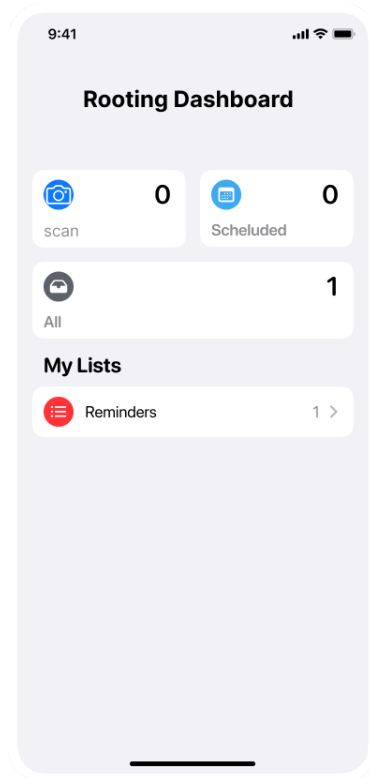 9:41
Rooting Dashboard
0
scan
0
Scheluded
1
All
My Lists
Reminders 1